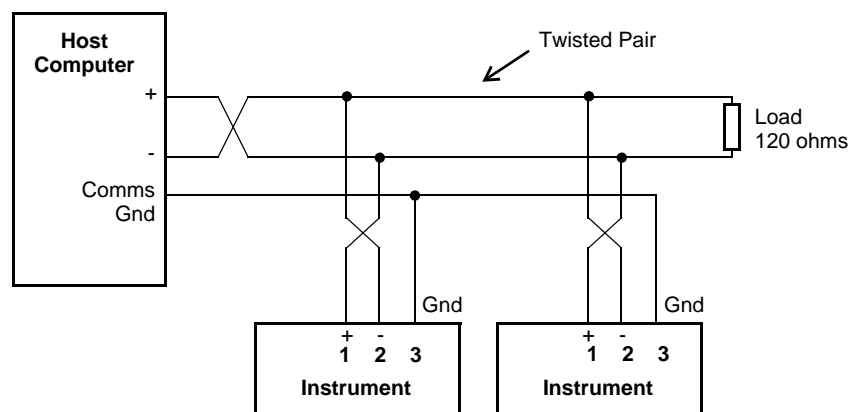 Host
Computer
Twisted Pair
+
-
Load
120 ohms
Comms
Gnd
Gnd
Gnd
+ -
1 2 3
Instrument
+ -
1 2 3
Instrument